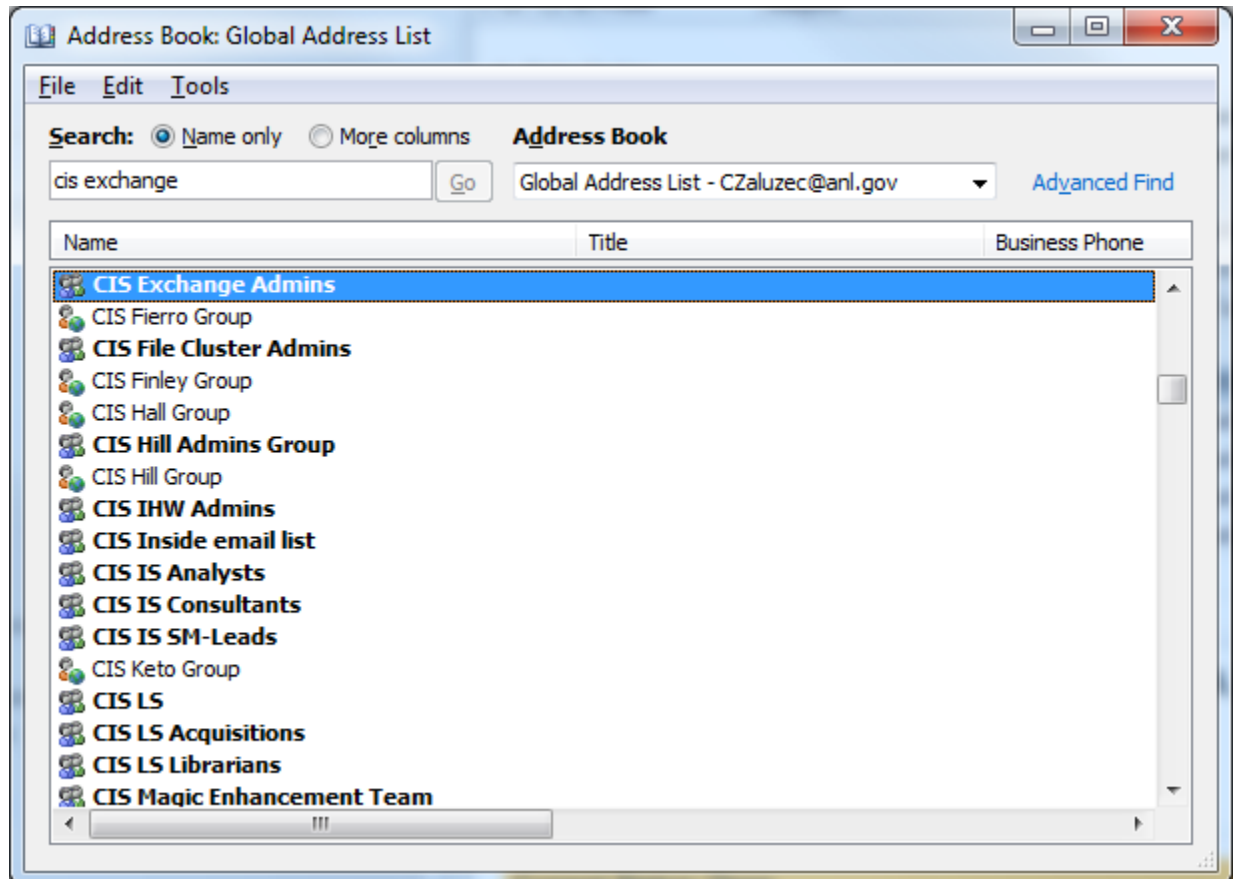 Address Book: Global Address List
File Edit Tools
Search: Name only More columns Address Book
cis exchange Go Global Address List - CZaluzec@anl.gov Advanced Find
Name Title Business Phone
CIS Exchange Admins
CIS Fierro Group
CIS File Cluster Admins
CIS Finley Group
CIS Hall Group
CIS Hill Admins Group
CIS Hill Group
CIS IHW Admins
CIS Inside email list
CIS IS Analysts
CIS IS Consultants
CIS IS SM-Leads
CIS Keto Group
CIS LS
CIS LS Acquisitions
CIS LS Librarians
CIS Magic Enhancement Team